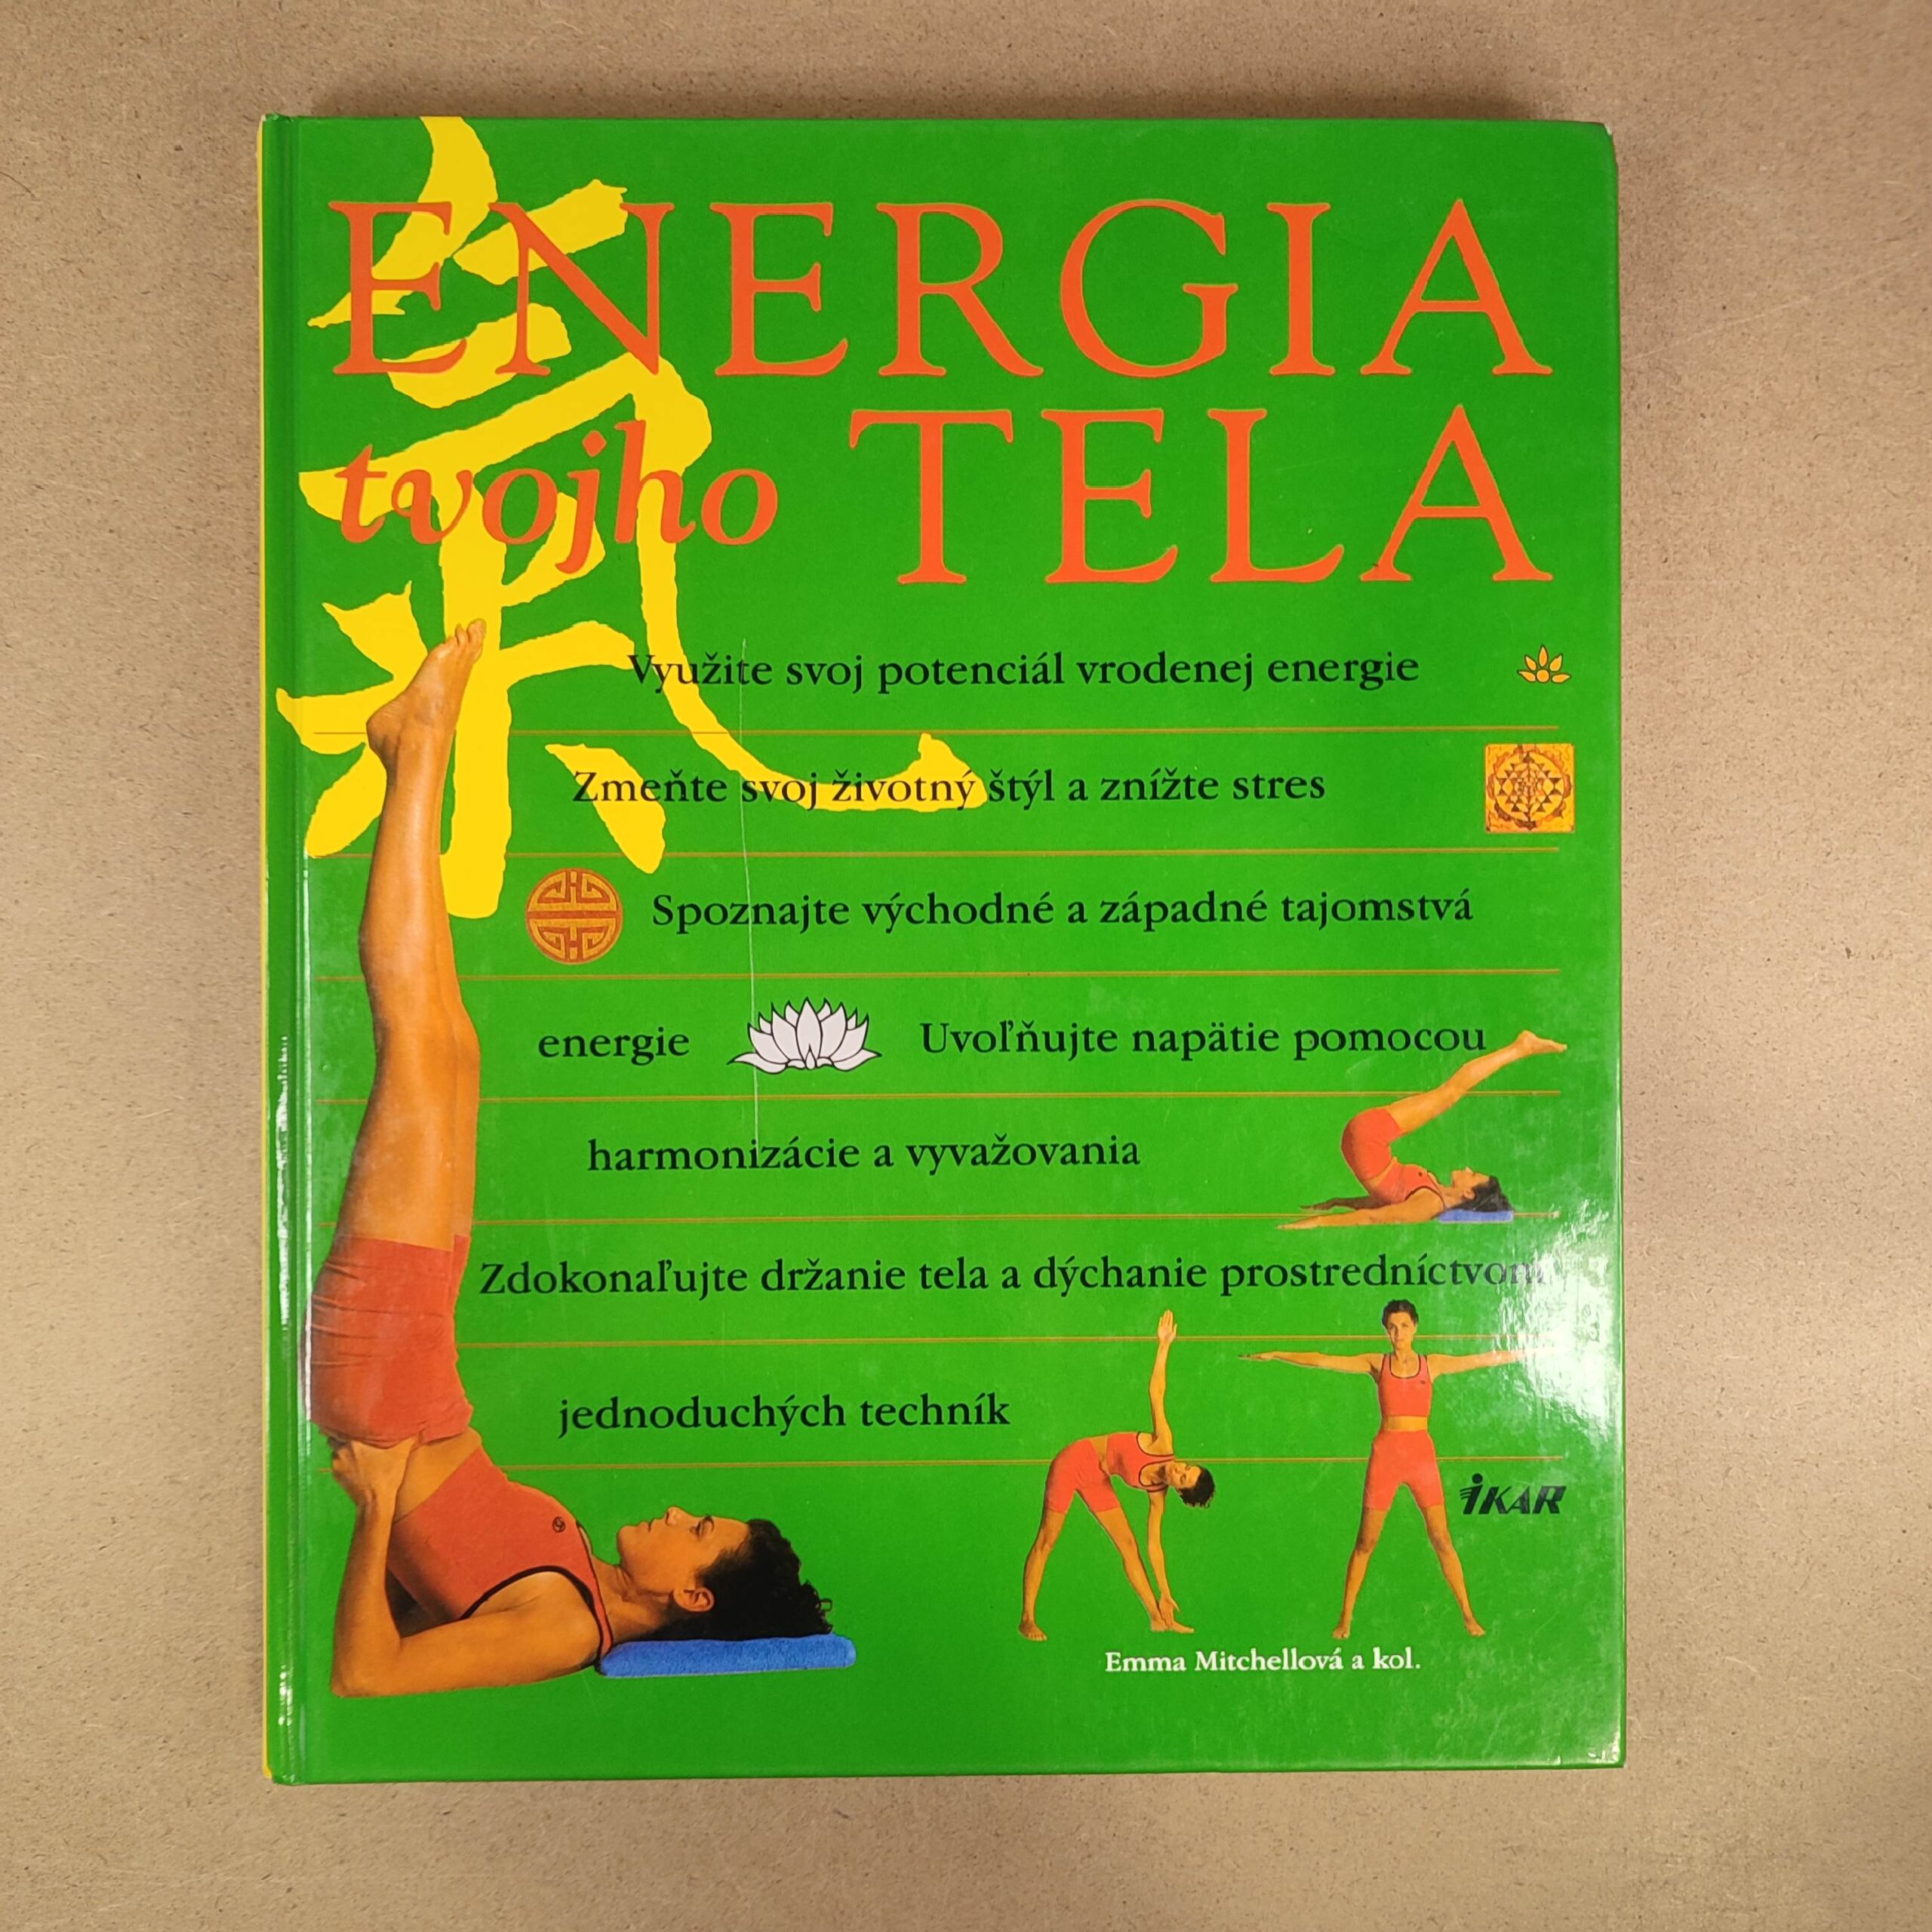 ENERGIA
tvojho TELA
氣
Využite svoj potenciál vrodenej energie
Zmeňte svoj životný štýl a znížte stres
Spoznajte východné a západné tajomstvá
energie Uvoľňujte napätie pomocou
harmonizácie a vyvažovania
Zdokonaľujte držanie tela a dýchanie prostredníctvom
jednoduchých techník
iKAR
Emma Mitchellová a kol.